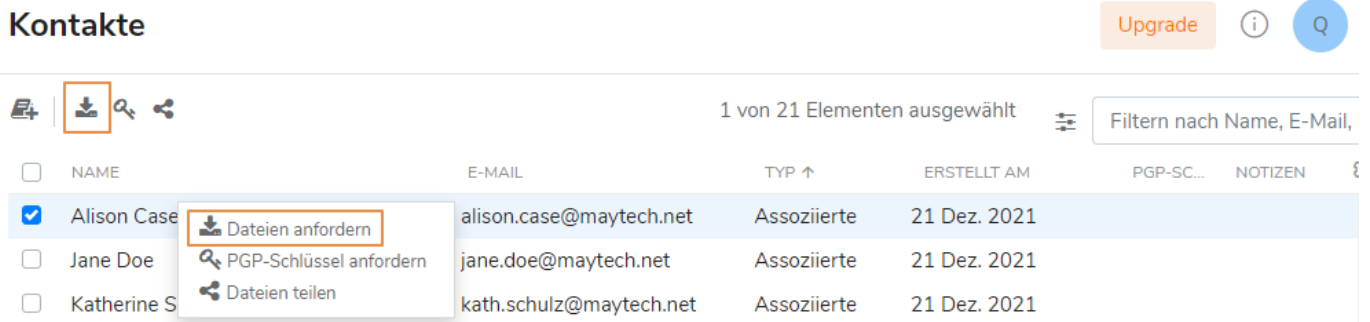 Kontakte
Upgrade
Q
1 von 21 Elementen ausgewählt
Filtern nach Name, E-Mail,
NAME E-MAIL TYP ↑ ERSTELLT AM PGP-SC... NOTIZEN
Alison Case alison.case@maytech.net Assoziierte 21 Dez. 2021
Dateien anfordern
Jane Doe jane.doe@maytech.net Assoziierte 21 Dez. 2021
PGP-Schlüssel anfordern
Dateien teilen
Katherine S kath.schulz@maytech.net Assoziierte 21 Dez. 2021